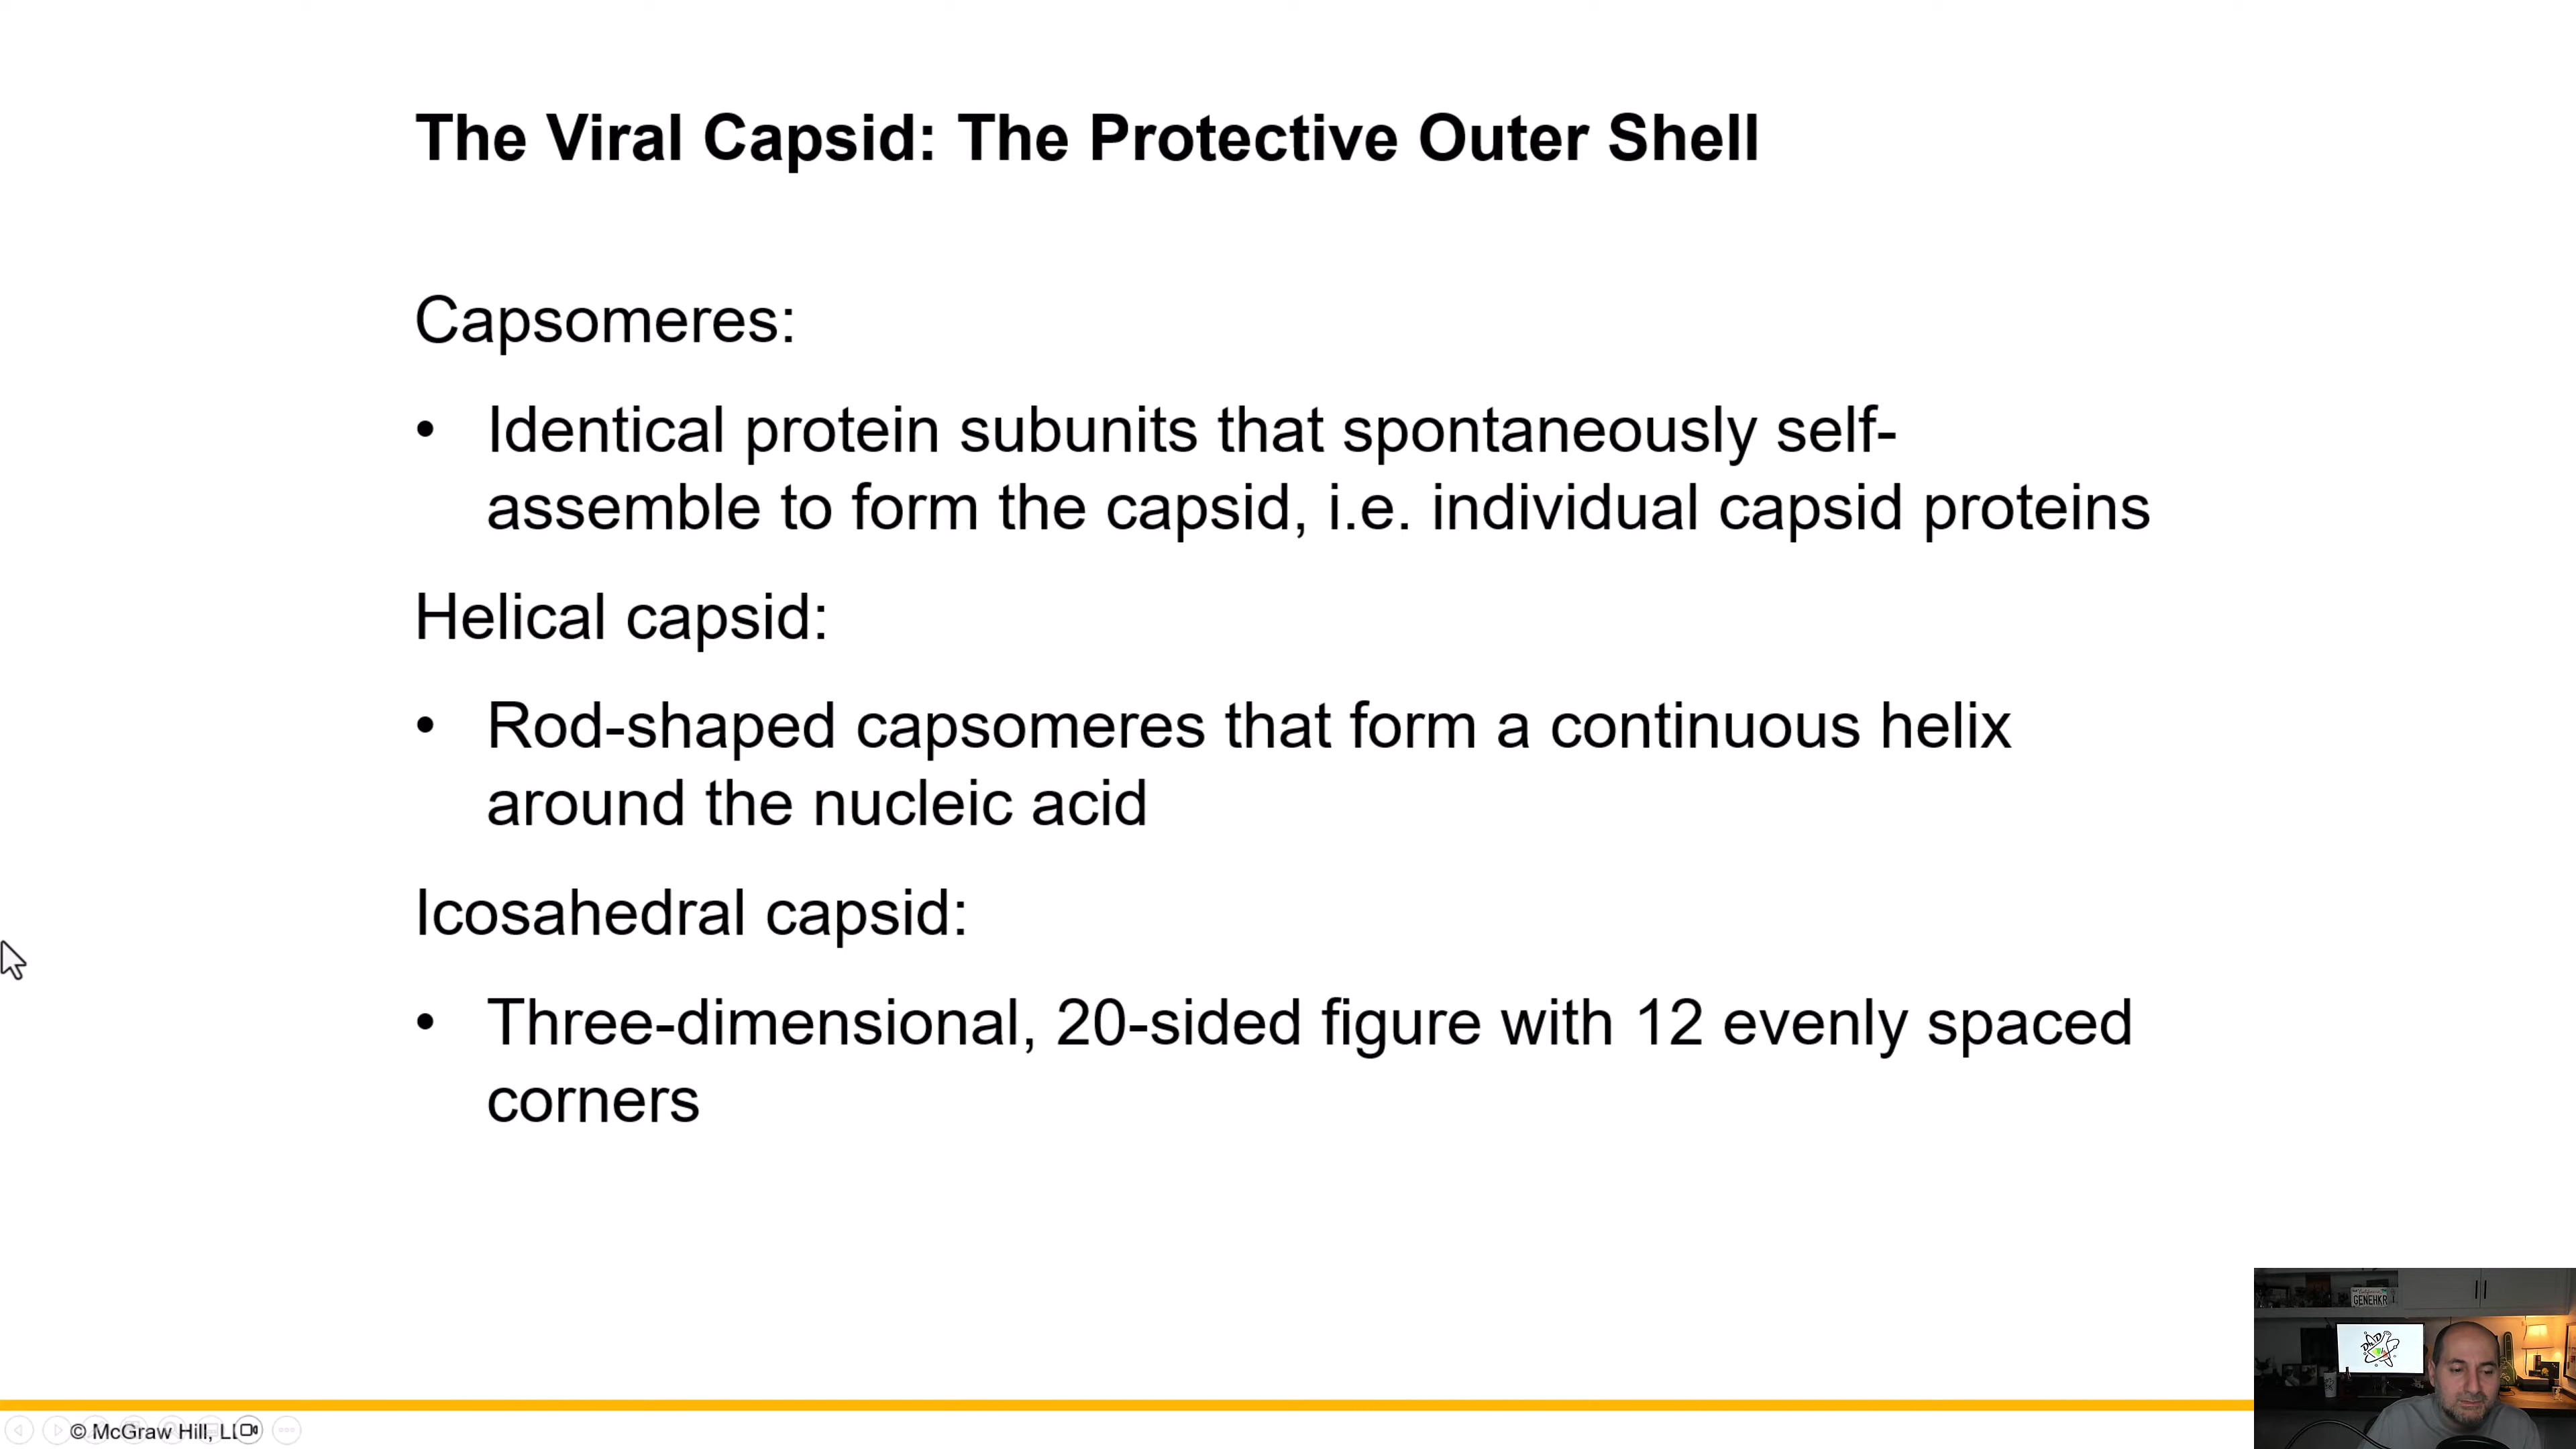 The Viral Capsid: The Protective Outer Shell
Capsomeres:
• Identical protein subunits that spontaneously self-
assemble to form the capsid, i.e. individual capsid proteins
Helical capsid:
• Rod-shaped capsomeres that form a continuous helix
around the nucleic acid
Icosahedral capsid:
• Three-dimensional, 20-sided figure with 12 evenly spaced
corners
GENEHKR
© McGraw Hill, LL